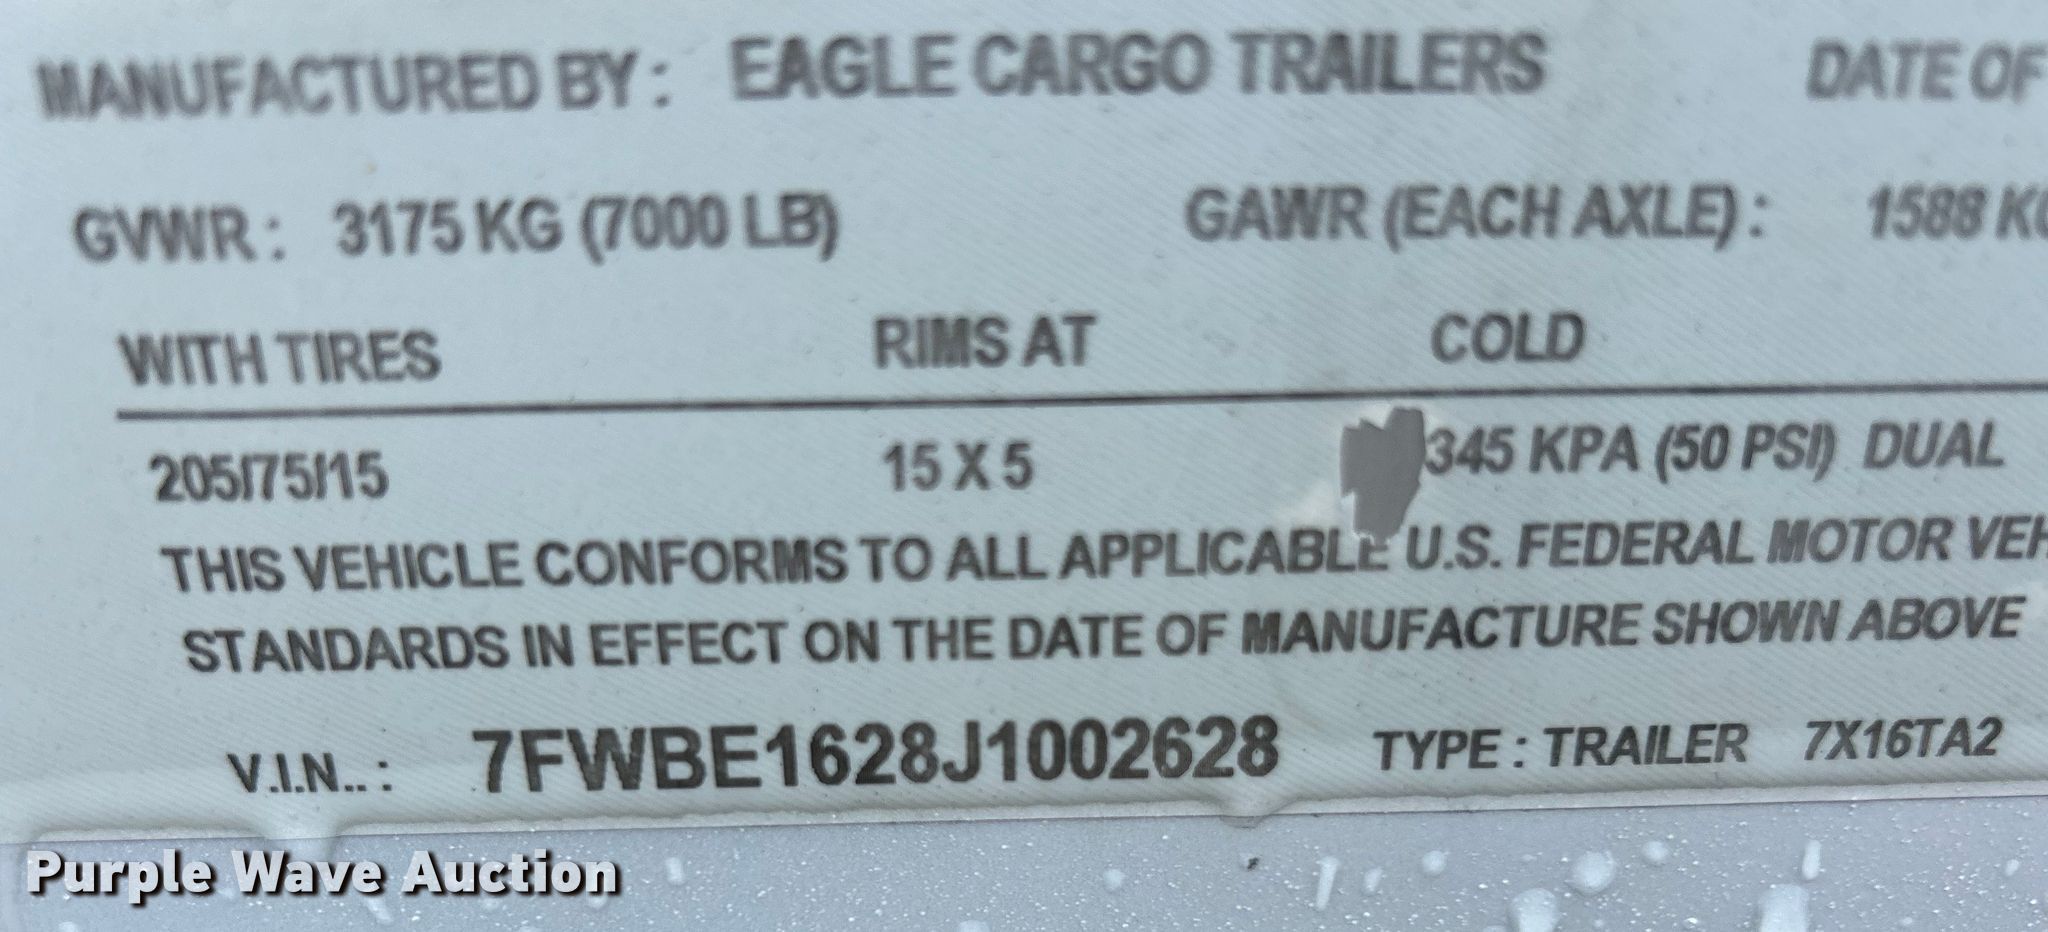 MANUFACTURED BY: EAGLE CARGO TRAILERS DATE OF
GVWR: 3175 KG (7000 LB) GAWR (EACH AXLE): 1588 KG
WITH TIRES RIMS AT COLD
205/75/15 15 X 5 345 KPA (50 PSI) DUAL
THIS VEHICLE CONFORMS TO ALL APPLICABLE U.S. FEDERAL MOTOR VEH
STANDARDS IN EFFECT ON THE DATE OF MANUFACTURE SHOWN ABOVE
V.I.N..: 7FWBE1628J1002628 TYPE: TRAILER 7X16TA2
Purple Wave Auction